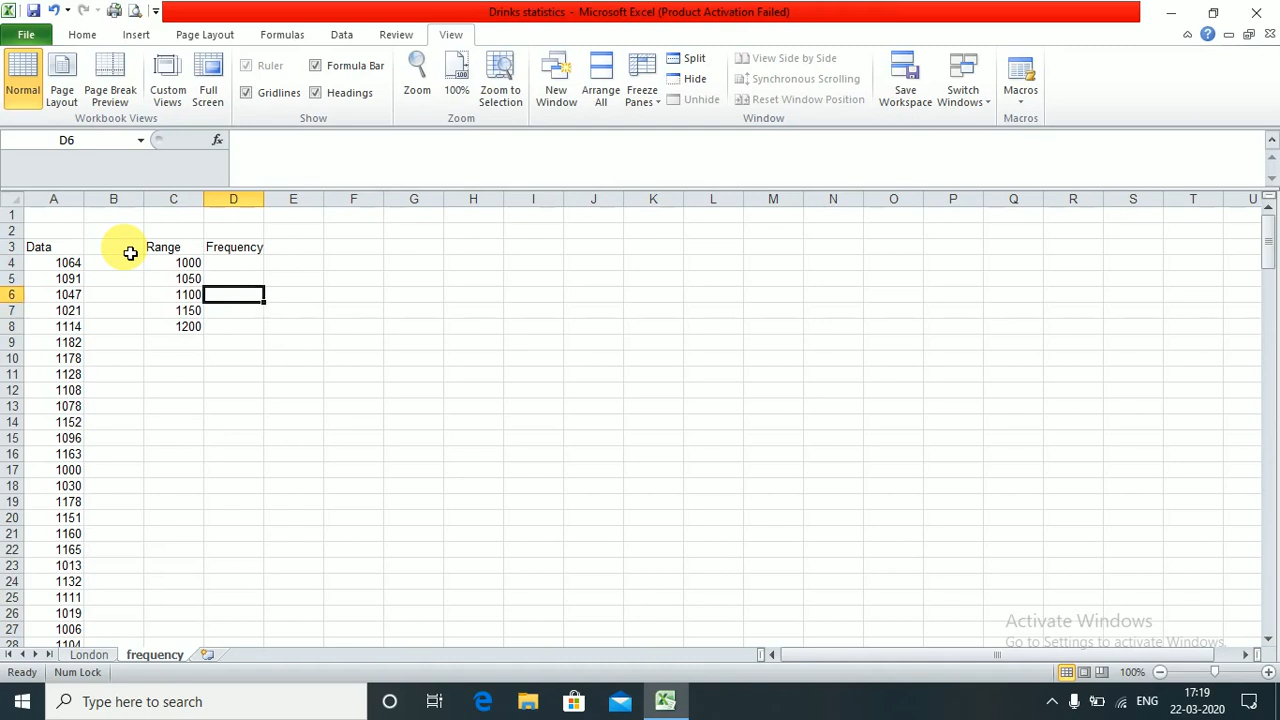 Drinks statistics - Microsoft Excel (Product Activation Failed)
File Home Insert Page Layout Formulas Data Review View
Normal Page Layout Page Break Preview Custom Views Full Screen
Workbook Views
Ruler Formula Bar
Gridlines Headings
Show
Zoom 100% Zoom to Selection
Zoom
New Window Arrange All Freeze Panes
Split
Hide
Unhide
View Side by Side
Synchronous Scrolling
Reset Window Position
Window
Save Workspace Switch Windows
Macros
Macros
D6 fx
A B C D E F G H I J K L M N O P Q R S T U
1
2
3 Data Range Frequency
4 1064 1000
5 1091 1050
6 1047 1100
7 1021 1150
8 1114 1200
9 1182
10 1178
11 1128
12 1108
13 1078
14 1152
15 1096
16 1163
17 1000
18 1030
19 1178
20 1151
21 1160
22 1165
23 1013
24 1132
25 1111
26 1019
27 1006
28 1104
Activate Windows
Go to Settings to activate Windows.
London frequency
Ready Num Lock 100%
Type here to search
ENG
17:19
22-03-2020